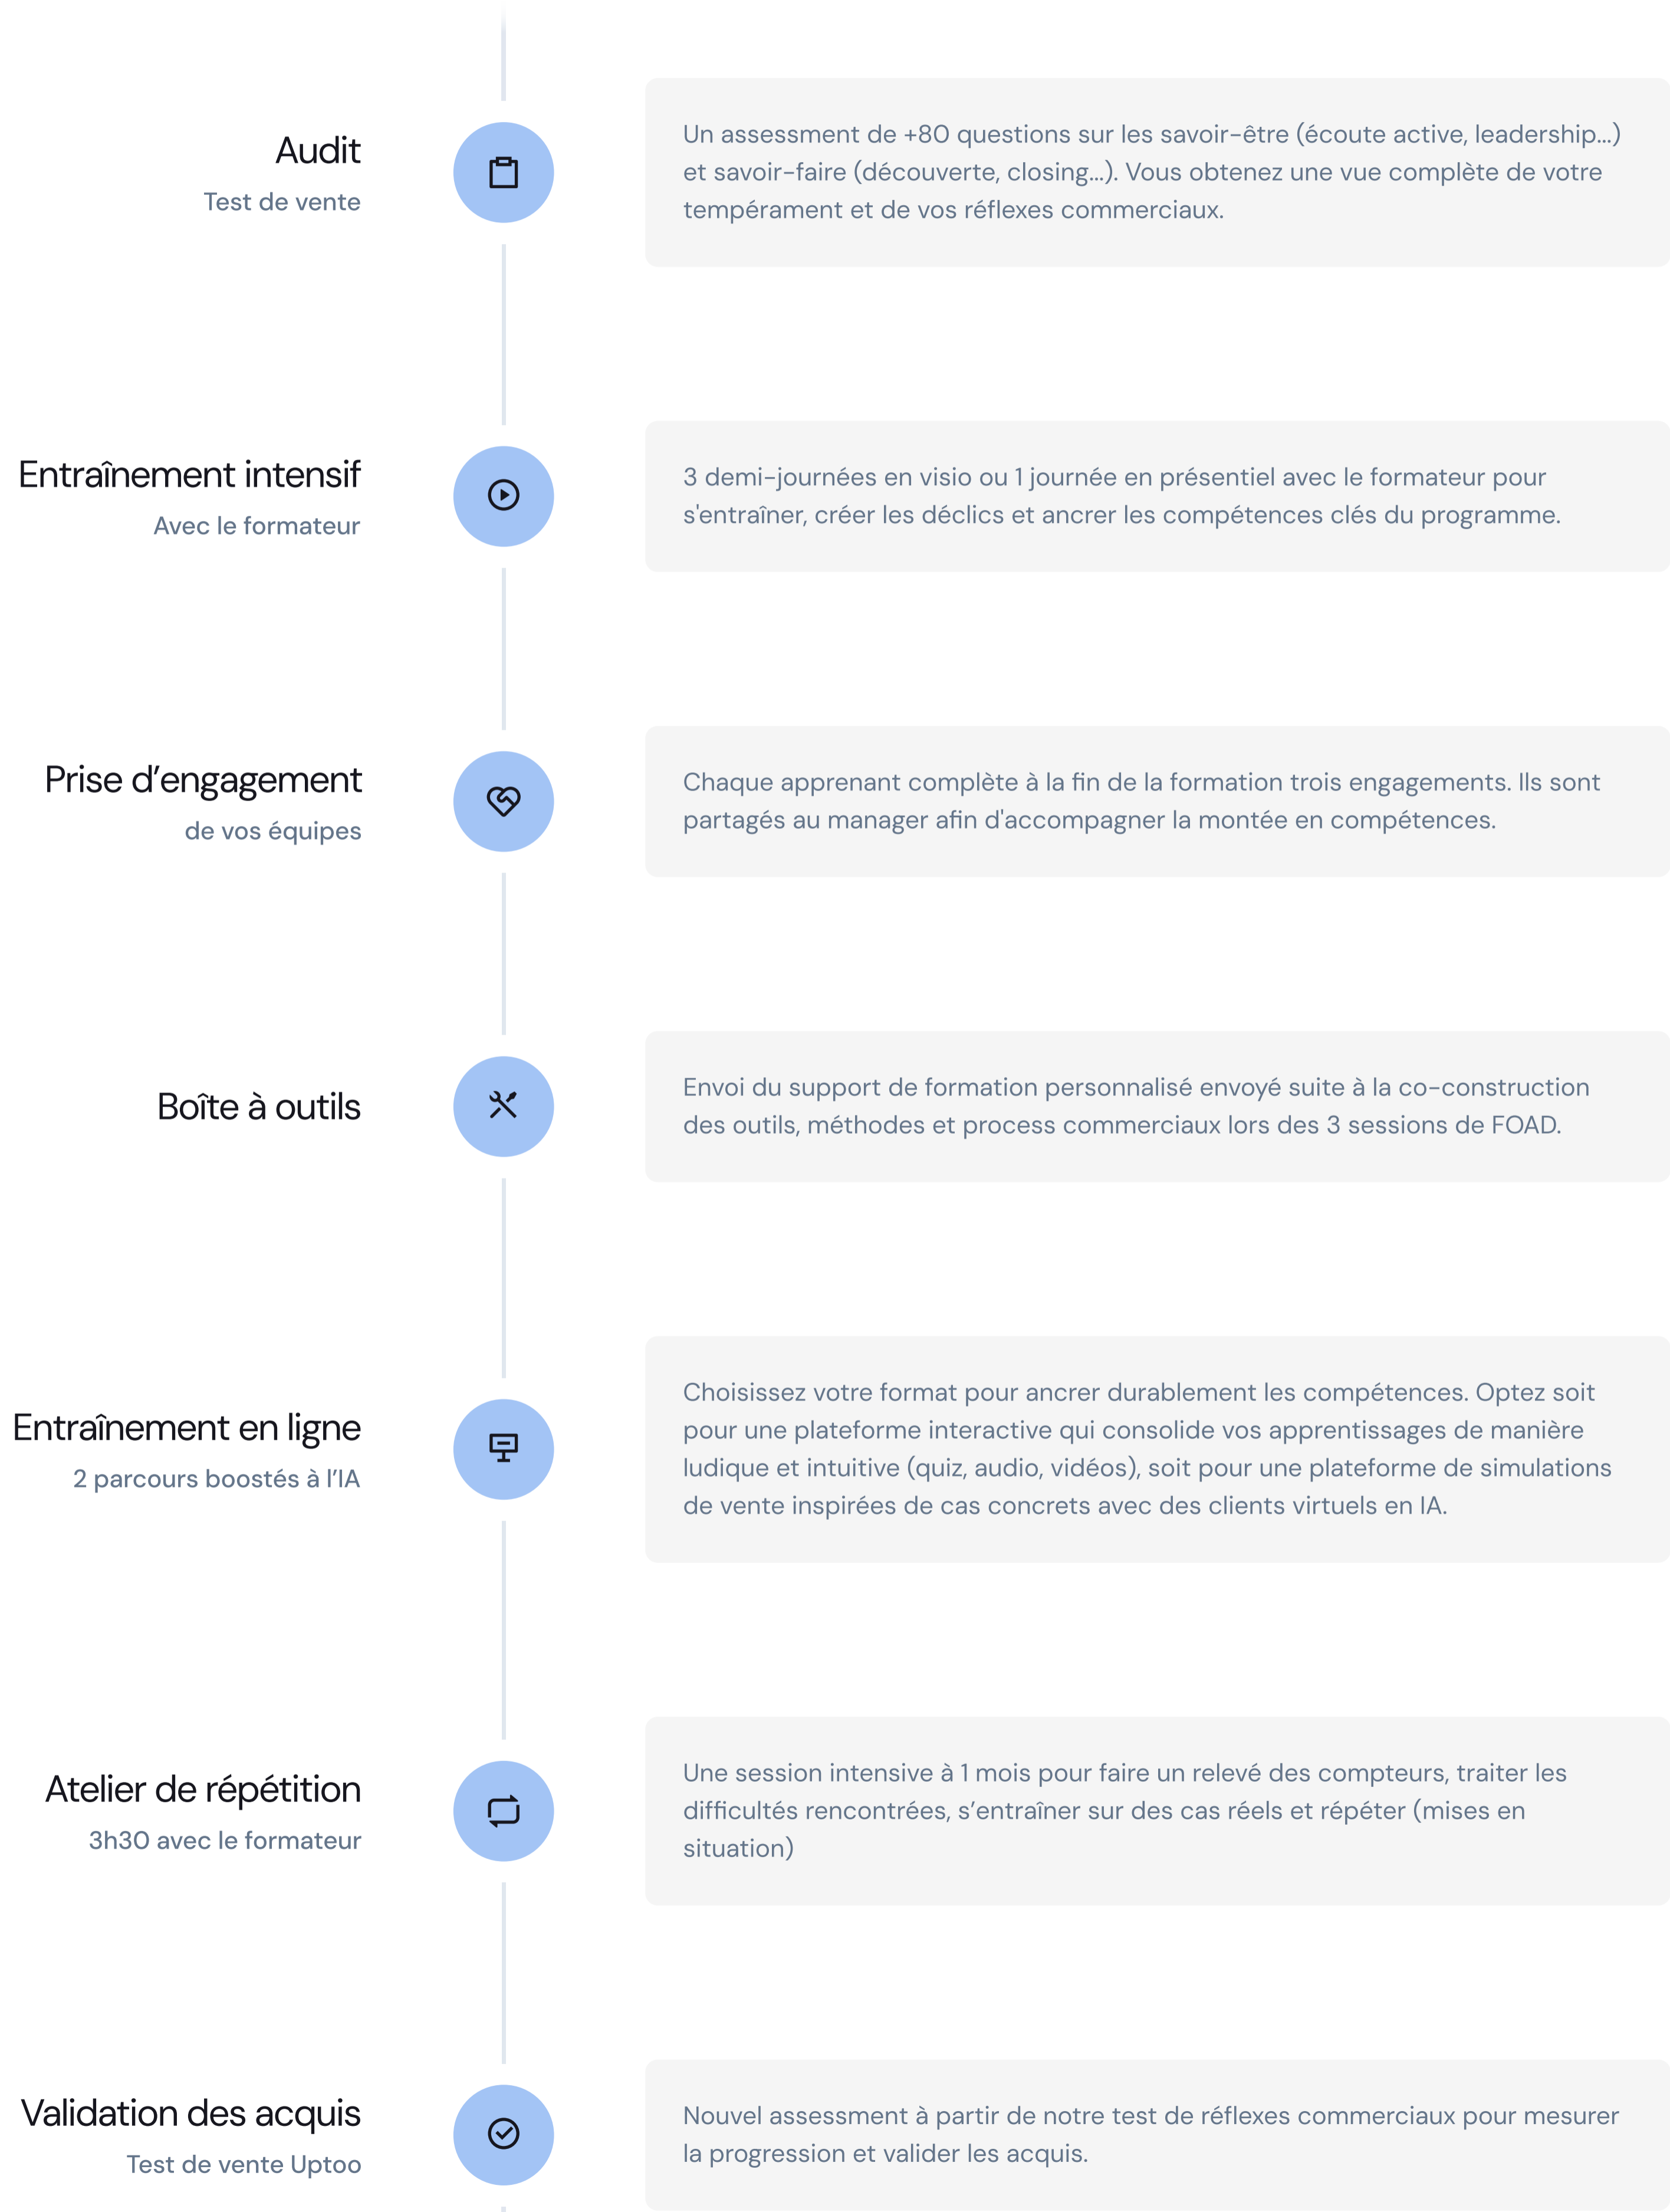 Audit
Test de vente
Un assessment de +80 questions sur les savoir-être (écoute active, leadership...)
et savoir-faire (découverte, closing...). Vous obtenez une vue complète de votre
tempérament et de vos réflexes commerciaux.
Entraînement intensif
Avec le formateur
3 demi-journées en visio ou 1 journée en présentiel avec le formateur pour
s'entraîner, créer les déclics et ancrer les compétences clés du programme.
Prise d’engagement
de vos équipes
Chaque apprenant complète à la fin de la formation trois engagements. Ils sont
partagés au manager afin d'accompagner la montée en compétences.
Boîte à outils
Envoi du support de formation personnalisé envoyé suite à la co-construction
des outils, méthodes et process commerciaux lors des 3 sessions de FOAD.
Entraînement en ligne
2 parcours boostés à l’IA
Choisissez votre format pour ancrer durablement les compétences. Optez soit
pour une plateforme interactive qui consolide vos apprentissages de manière
ludique et intuitive (quiz, audio, vidéos), soit pour une plateforme de simulations
de vente inspirées de cas concrets avec des clients virtuels en IA.
Atelier de répétition
3h30 avec le formateur
Une session intensive à 1 mois pour faire un relevé des compteurs, traiter les
difficultés rencontrées, s’entraîner sur des cas réels et répéter (mises en
situation)
Validation des acquis
Test de vente Uptoo
Nouvel assessment à partir de notre test de réflexes commerciaux pour mesurer
la progression et valider les acquis.